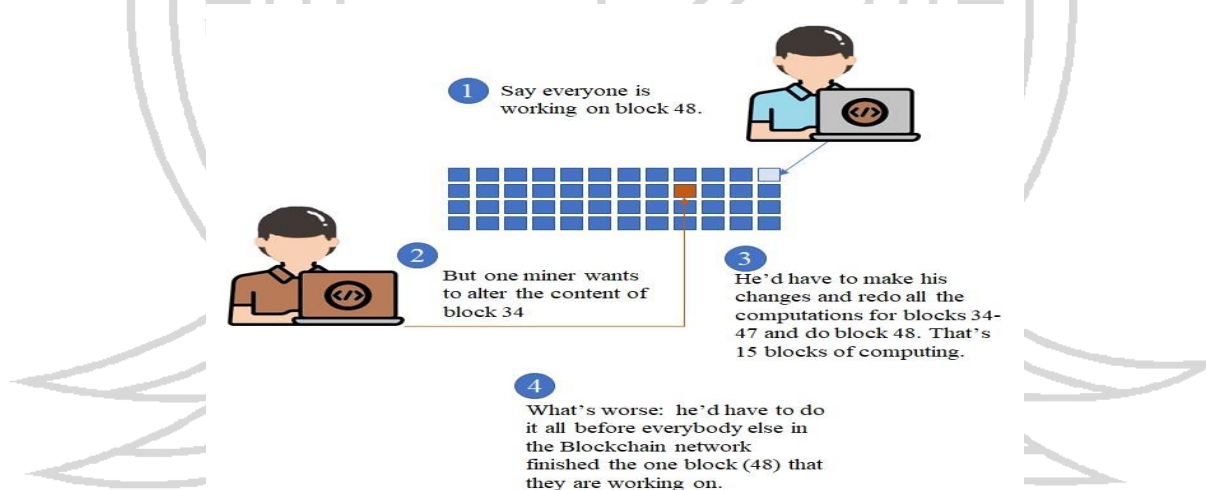 1
Say everyone is
working on block 48.
2
But one miner wants
to alter the content of
block 34
3
He’d have to make his
changes and redo all the
computations for blocks 34-
47 and do block 48. That’s
15 blocks of computing.
4
What’s worse: he’d have to do
it all before everybody else in
the Blockchain network
finished the one block (48) that
they are working on.